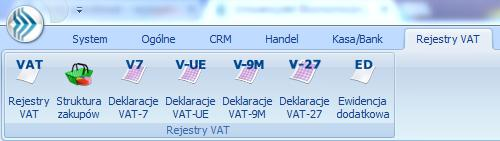 System Ogólne CRM Handel Kasa/Bank Rejestry VAT
VAT V7 V-UE V-9M V-27 ED
Rejestry Struktura Deklaracje Deklaracje Deklaracje Deklaracje Ewidencja
VAT zakupów VAT-7 VAT-UE VAT-9M VAT-27 dodatkowa
Rejestry VAT